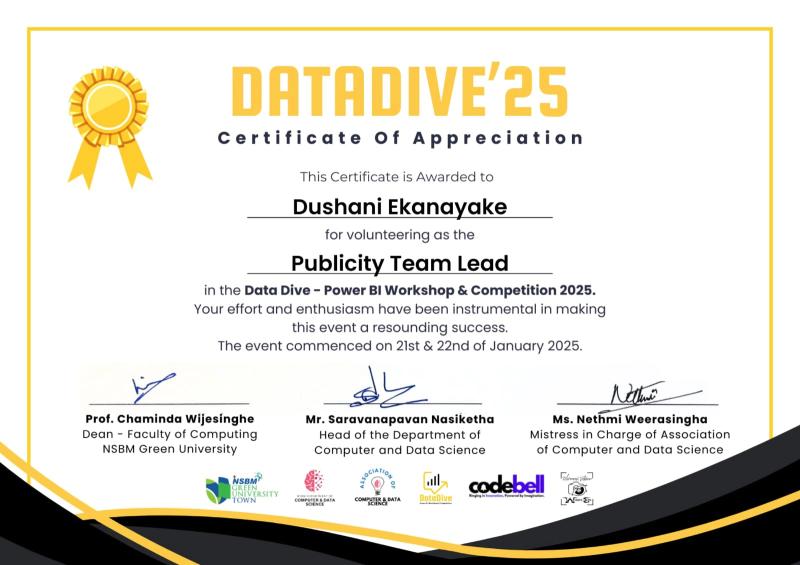 DATADIVE'25
Certificate Of Appreciation
This Certificate is Awarded to
Dushani Ekanayake
for volunteering as the
Publicity Team Lead
in the Data Dive - Power BI Workshop & Competition 2025.
Your effort and enthusiasm have been instrumental in making
this event a resounding success.
The event commenced on 21st & 22nd of January 2025.
Nethmi
Prof. Chaminda Wijesinghe
Dean - Faculty of Computing
NSBM Green University
Mr. Saravanapavan Nasiketha
Head of the Department of
Computer and Data Science
Ms. Nethmi Weerasingha
Mistress in Charge of Association
of Computer and Data Science
NSBM
GREEN
UNIVERSITY
TOWN
COMPUTER & DATA
SCIENCE
ASSOCIATION OF
COMPUTER & DATA
SCIENCE
DataDive
codebell
Ringing in Innovation, Powered by Imagination.